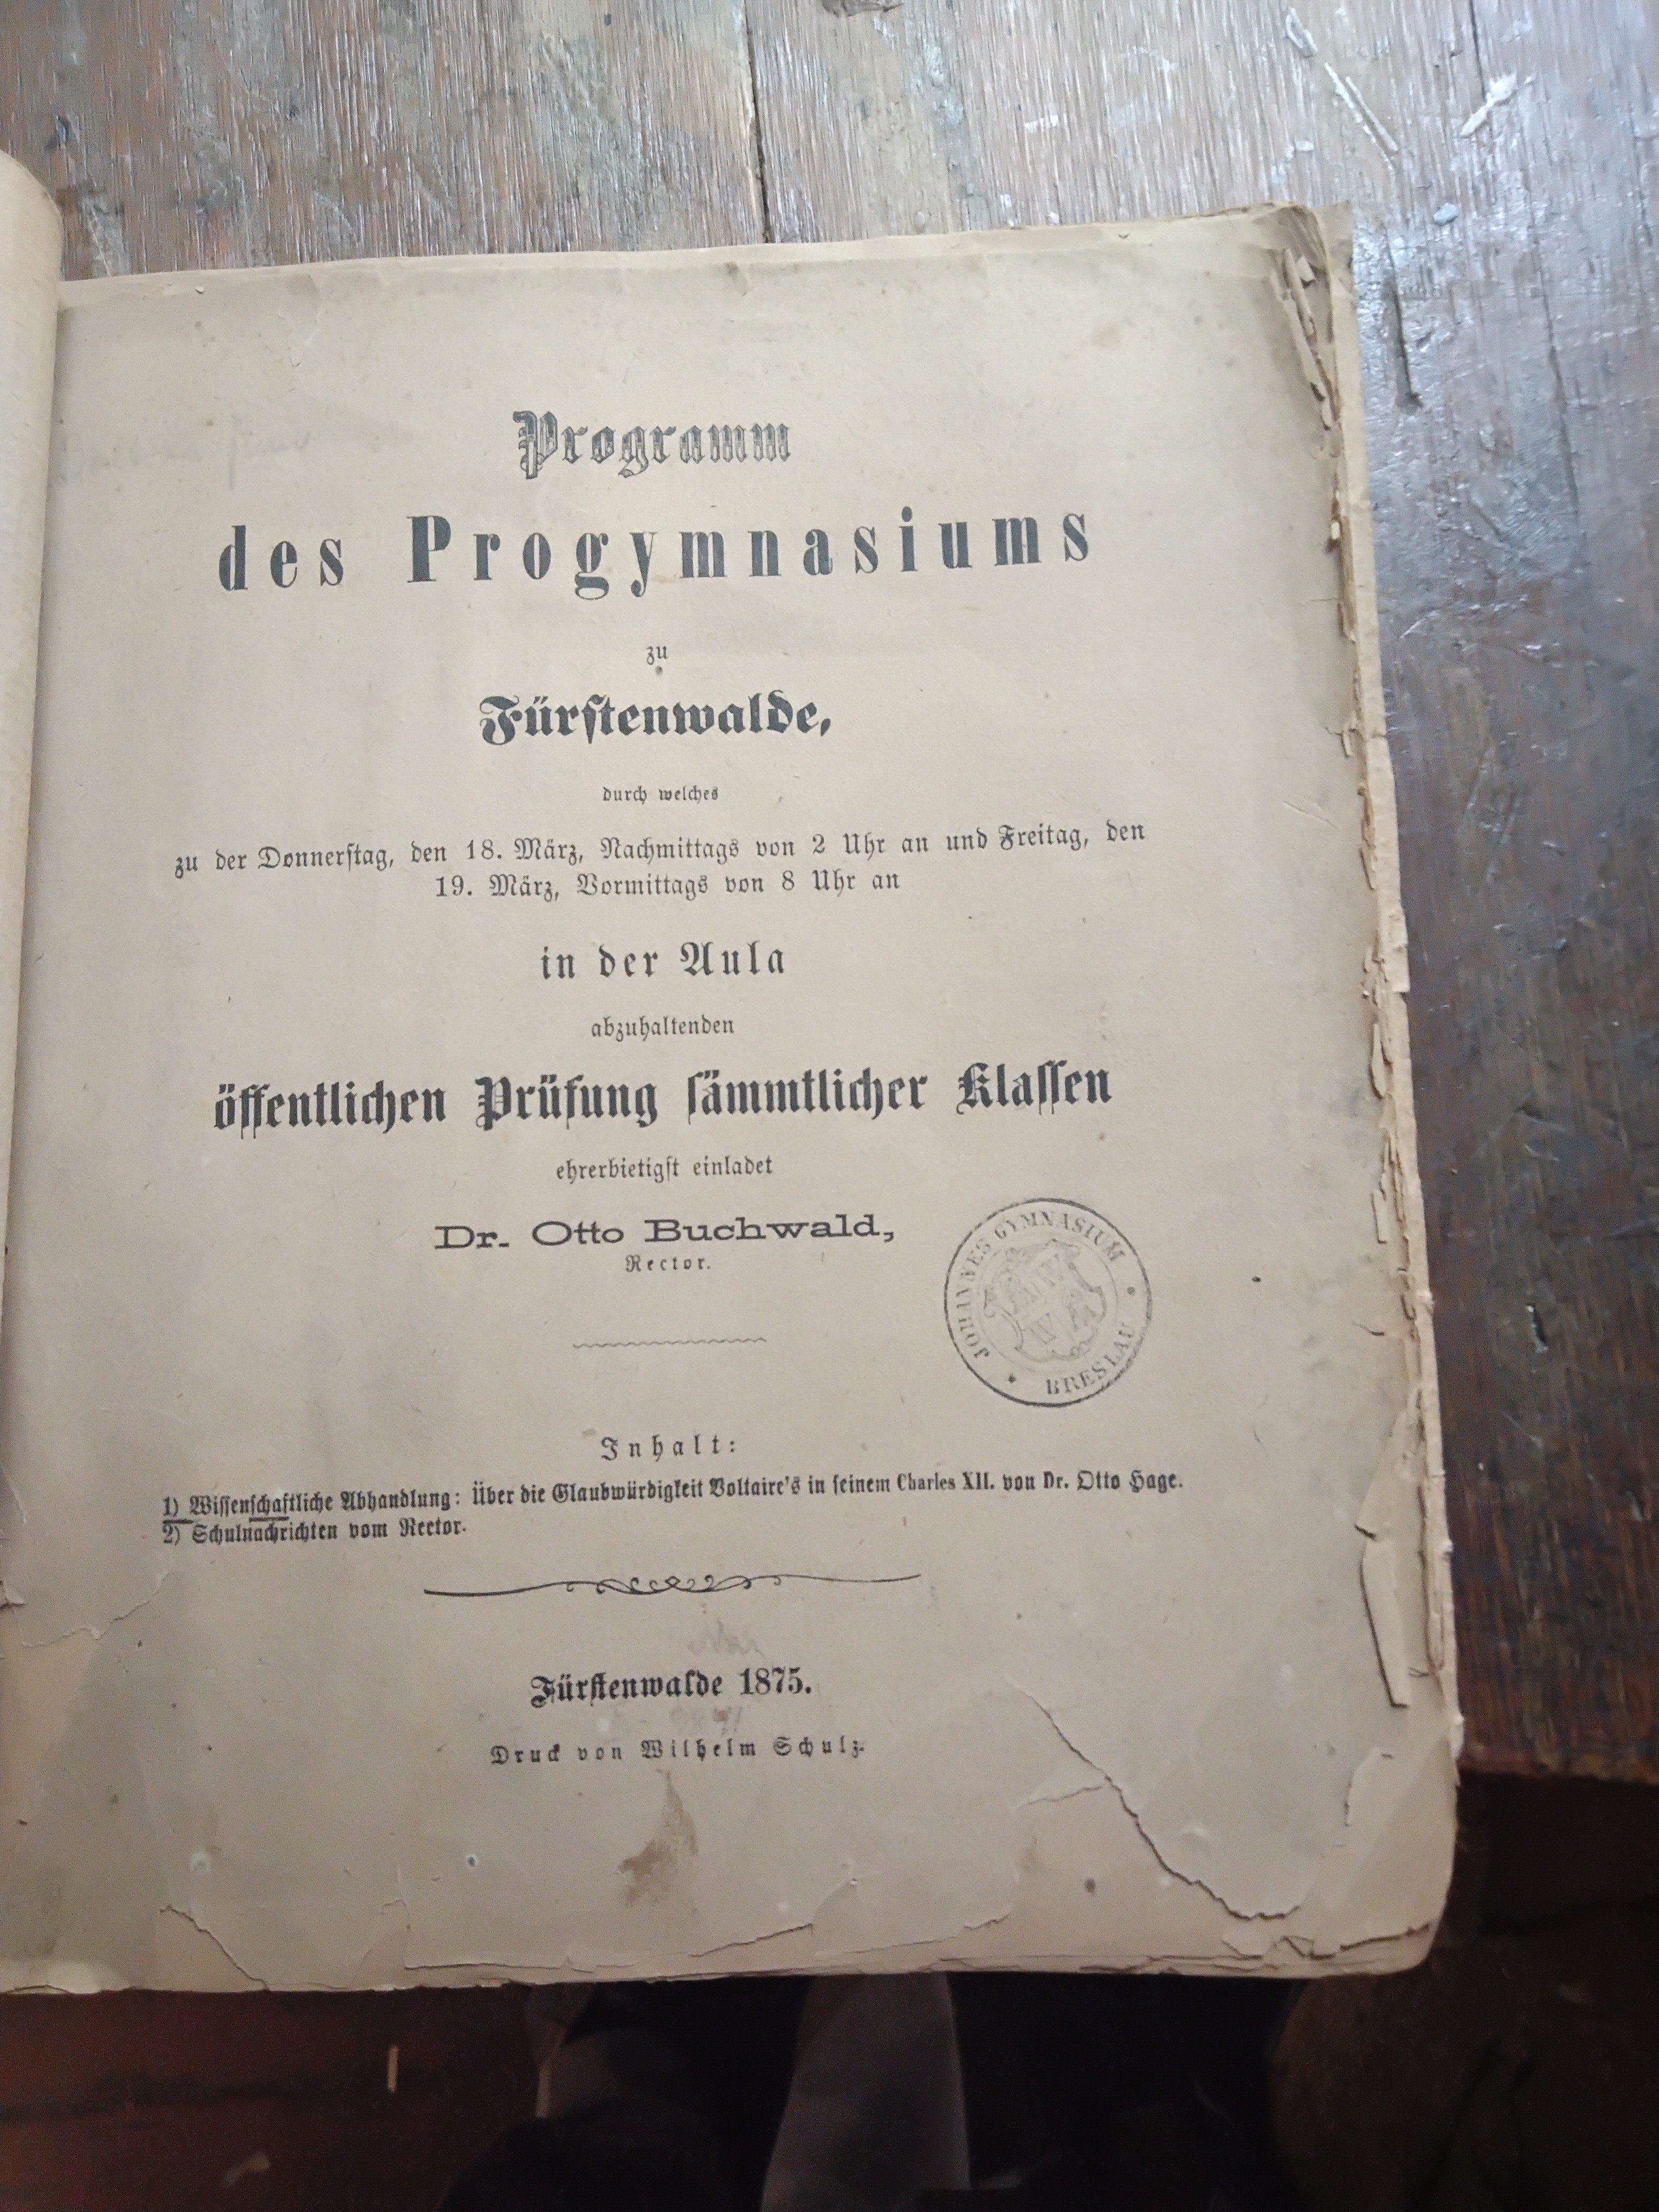 Programm
des Progymnasiums
zu
Fürstenwalde,
durch welches
zu der Donnerstag, den 18. März, Nachmittags von 2 Uhr an und Freitag, den
19. März, Vormittags von 8 Uhr an
in der Aula
abzuhaltenden
öffentlichen Prüfung sämmtlicher Klassen
ehrerbietigst einladet
Dr. Otto Buchwald,
Rector.
JOHANNES GYMNASIUM
BRESLAU
Inhalt:
1) Wissenschaftliche Abhandlung: Über die Glaubwürdigkeit Voltaire's in seinem Charles XII. von Dr. Otto Hage.
2) Schulnachrichten vom Rector.
Fürstenwalde 1875.
Druck von Wilhelm Schulz.